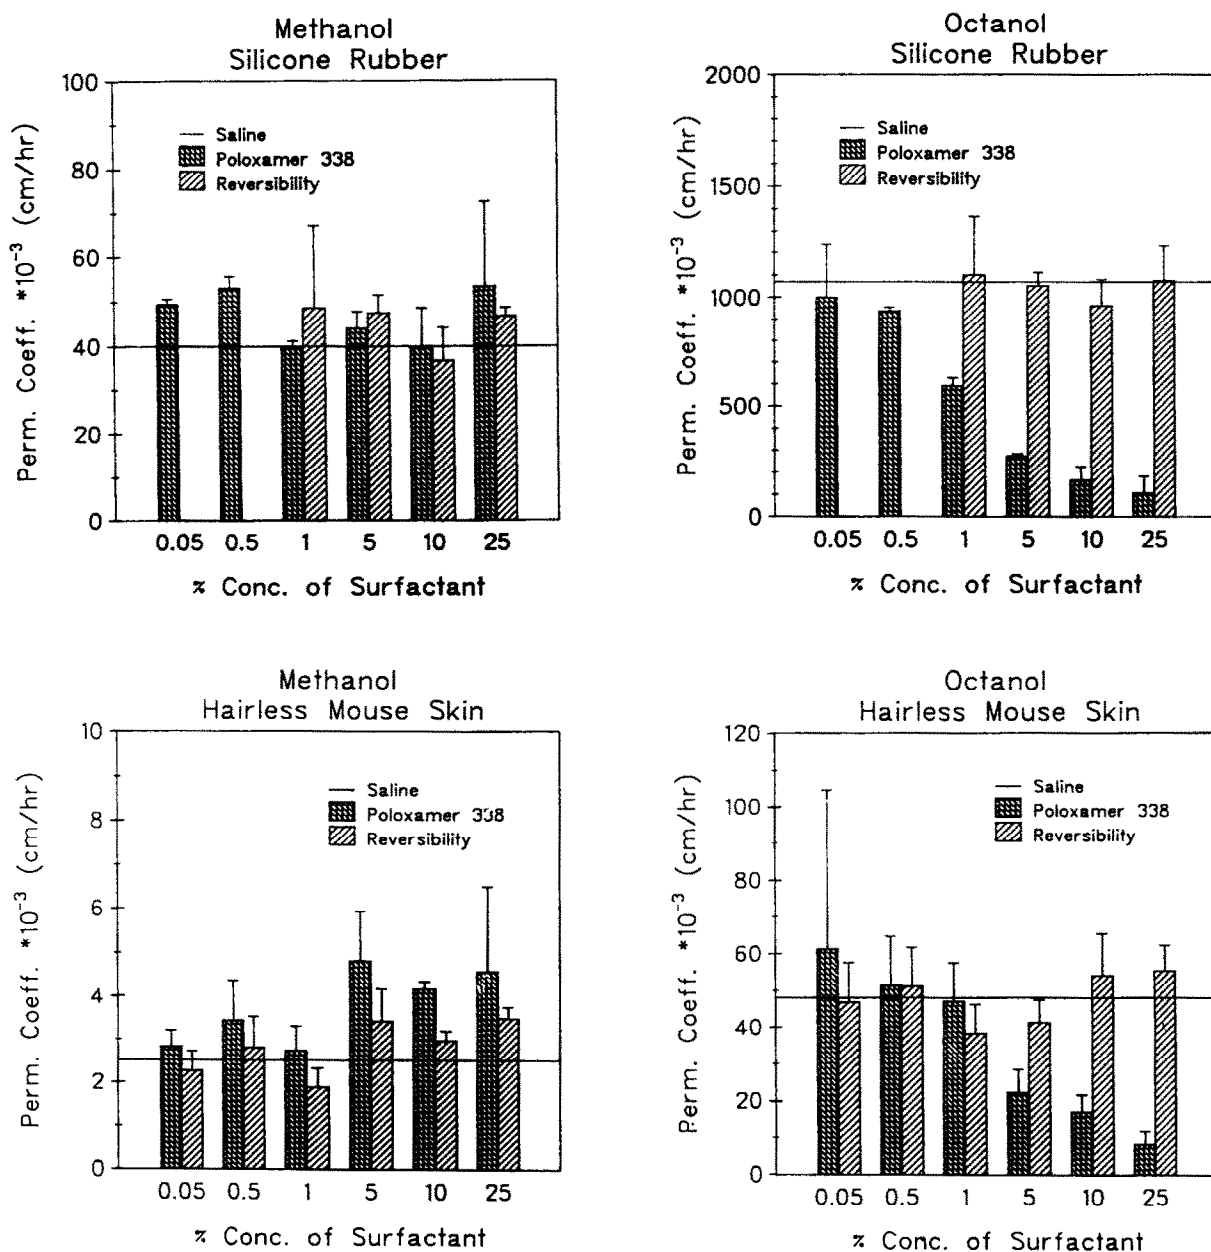 Methanol
Silicone Rubber
100
80
60
40
20
0
Perm. Coeff. *10⁻³ (cm/hr)
Saline
Poloxamer 338
Reversibility
0.05 0.5 1 5 10 25
% Conc. of Surfactant
Octanol
Silicone Rubber
2000
1500
1000
500
0
Perm. Coeff. *10⁻³ (cm/hr)
Saline
Poloxamer 338
Reversibility
0.05 0.5 1 5 10 25
% Conc. of Surfactant
Methanol
Hairless Mouse Skin
10
8
6
4
2
0
Perm. Coeff. *10⁻³ (cm/hr)
Saline
Poloxamer 338
Reversibility
0.05 0.5 1 5 10 25
% Conc. of Surfactant
Octanol
Hairless Mouse Skin
120
100
80
60
40
20
0
Perm. Coeff. *10⁻³ (cm/hr)
Saline
Poloxamer 338
Reversibility
0.05 0.5 1 5 10 25
% Conc. of Surfactant